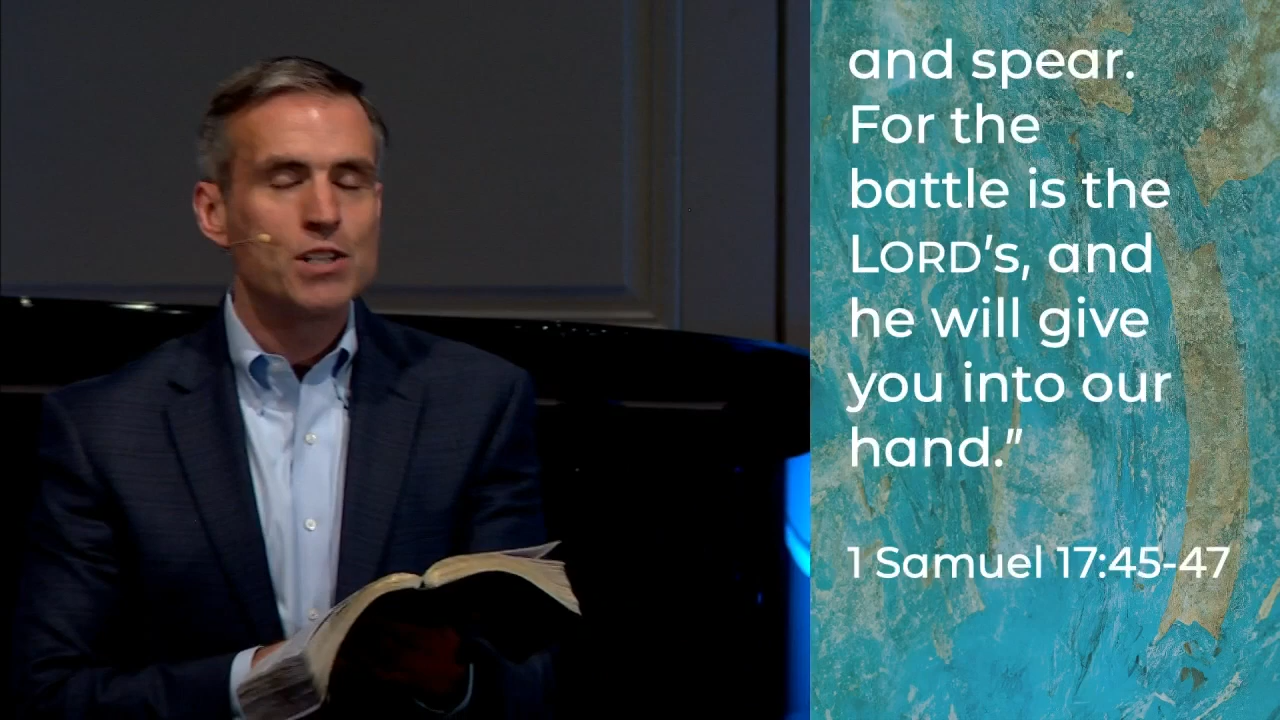 and spear.
For the
battle is the
LORD’s, and
he will give
you into our
hand.”
1 Samuel 17:45-47